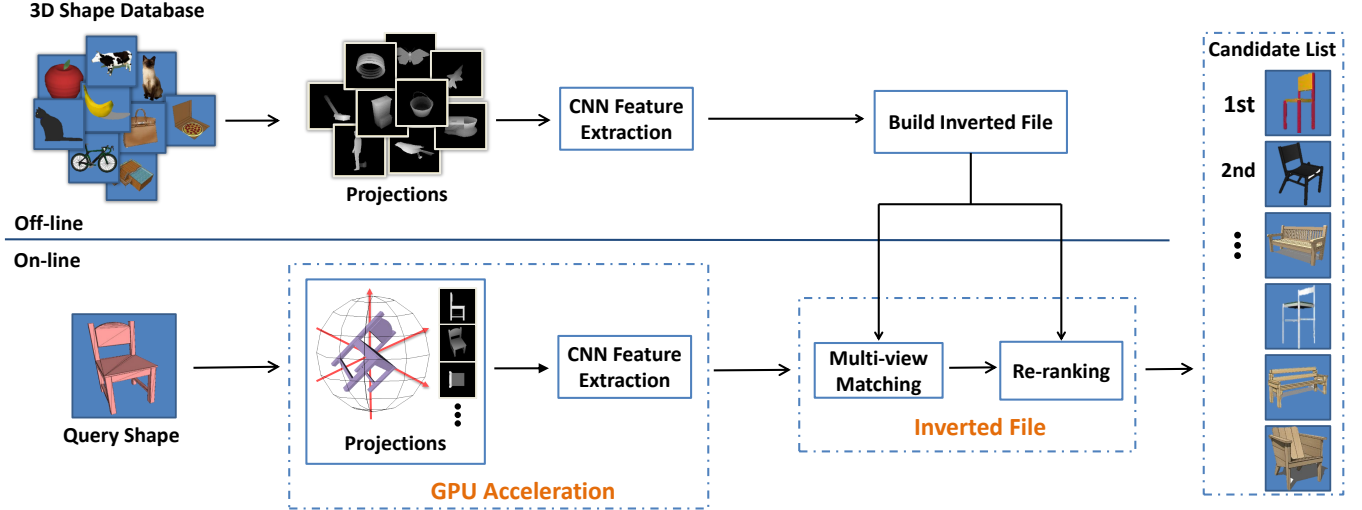 3D Shape Database
Projections
CNN Feature
Extraction
Build Inverted File
Off-line
On-line
Query Shape
Projections
CNN Feature
Extraction
GPU Acceleration
Multi-view
Matching
Re-ranking
Inverted File
Candidate List
1st
2nd